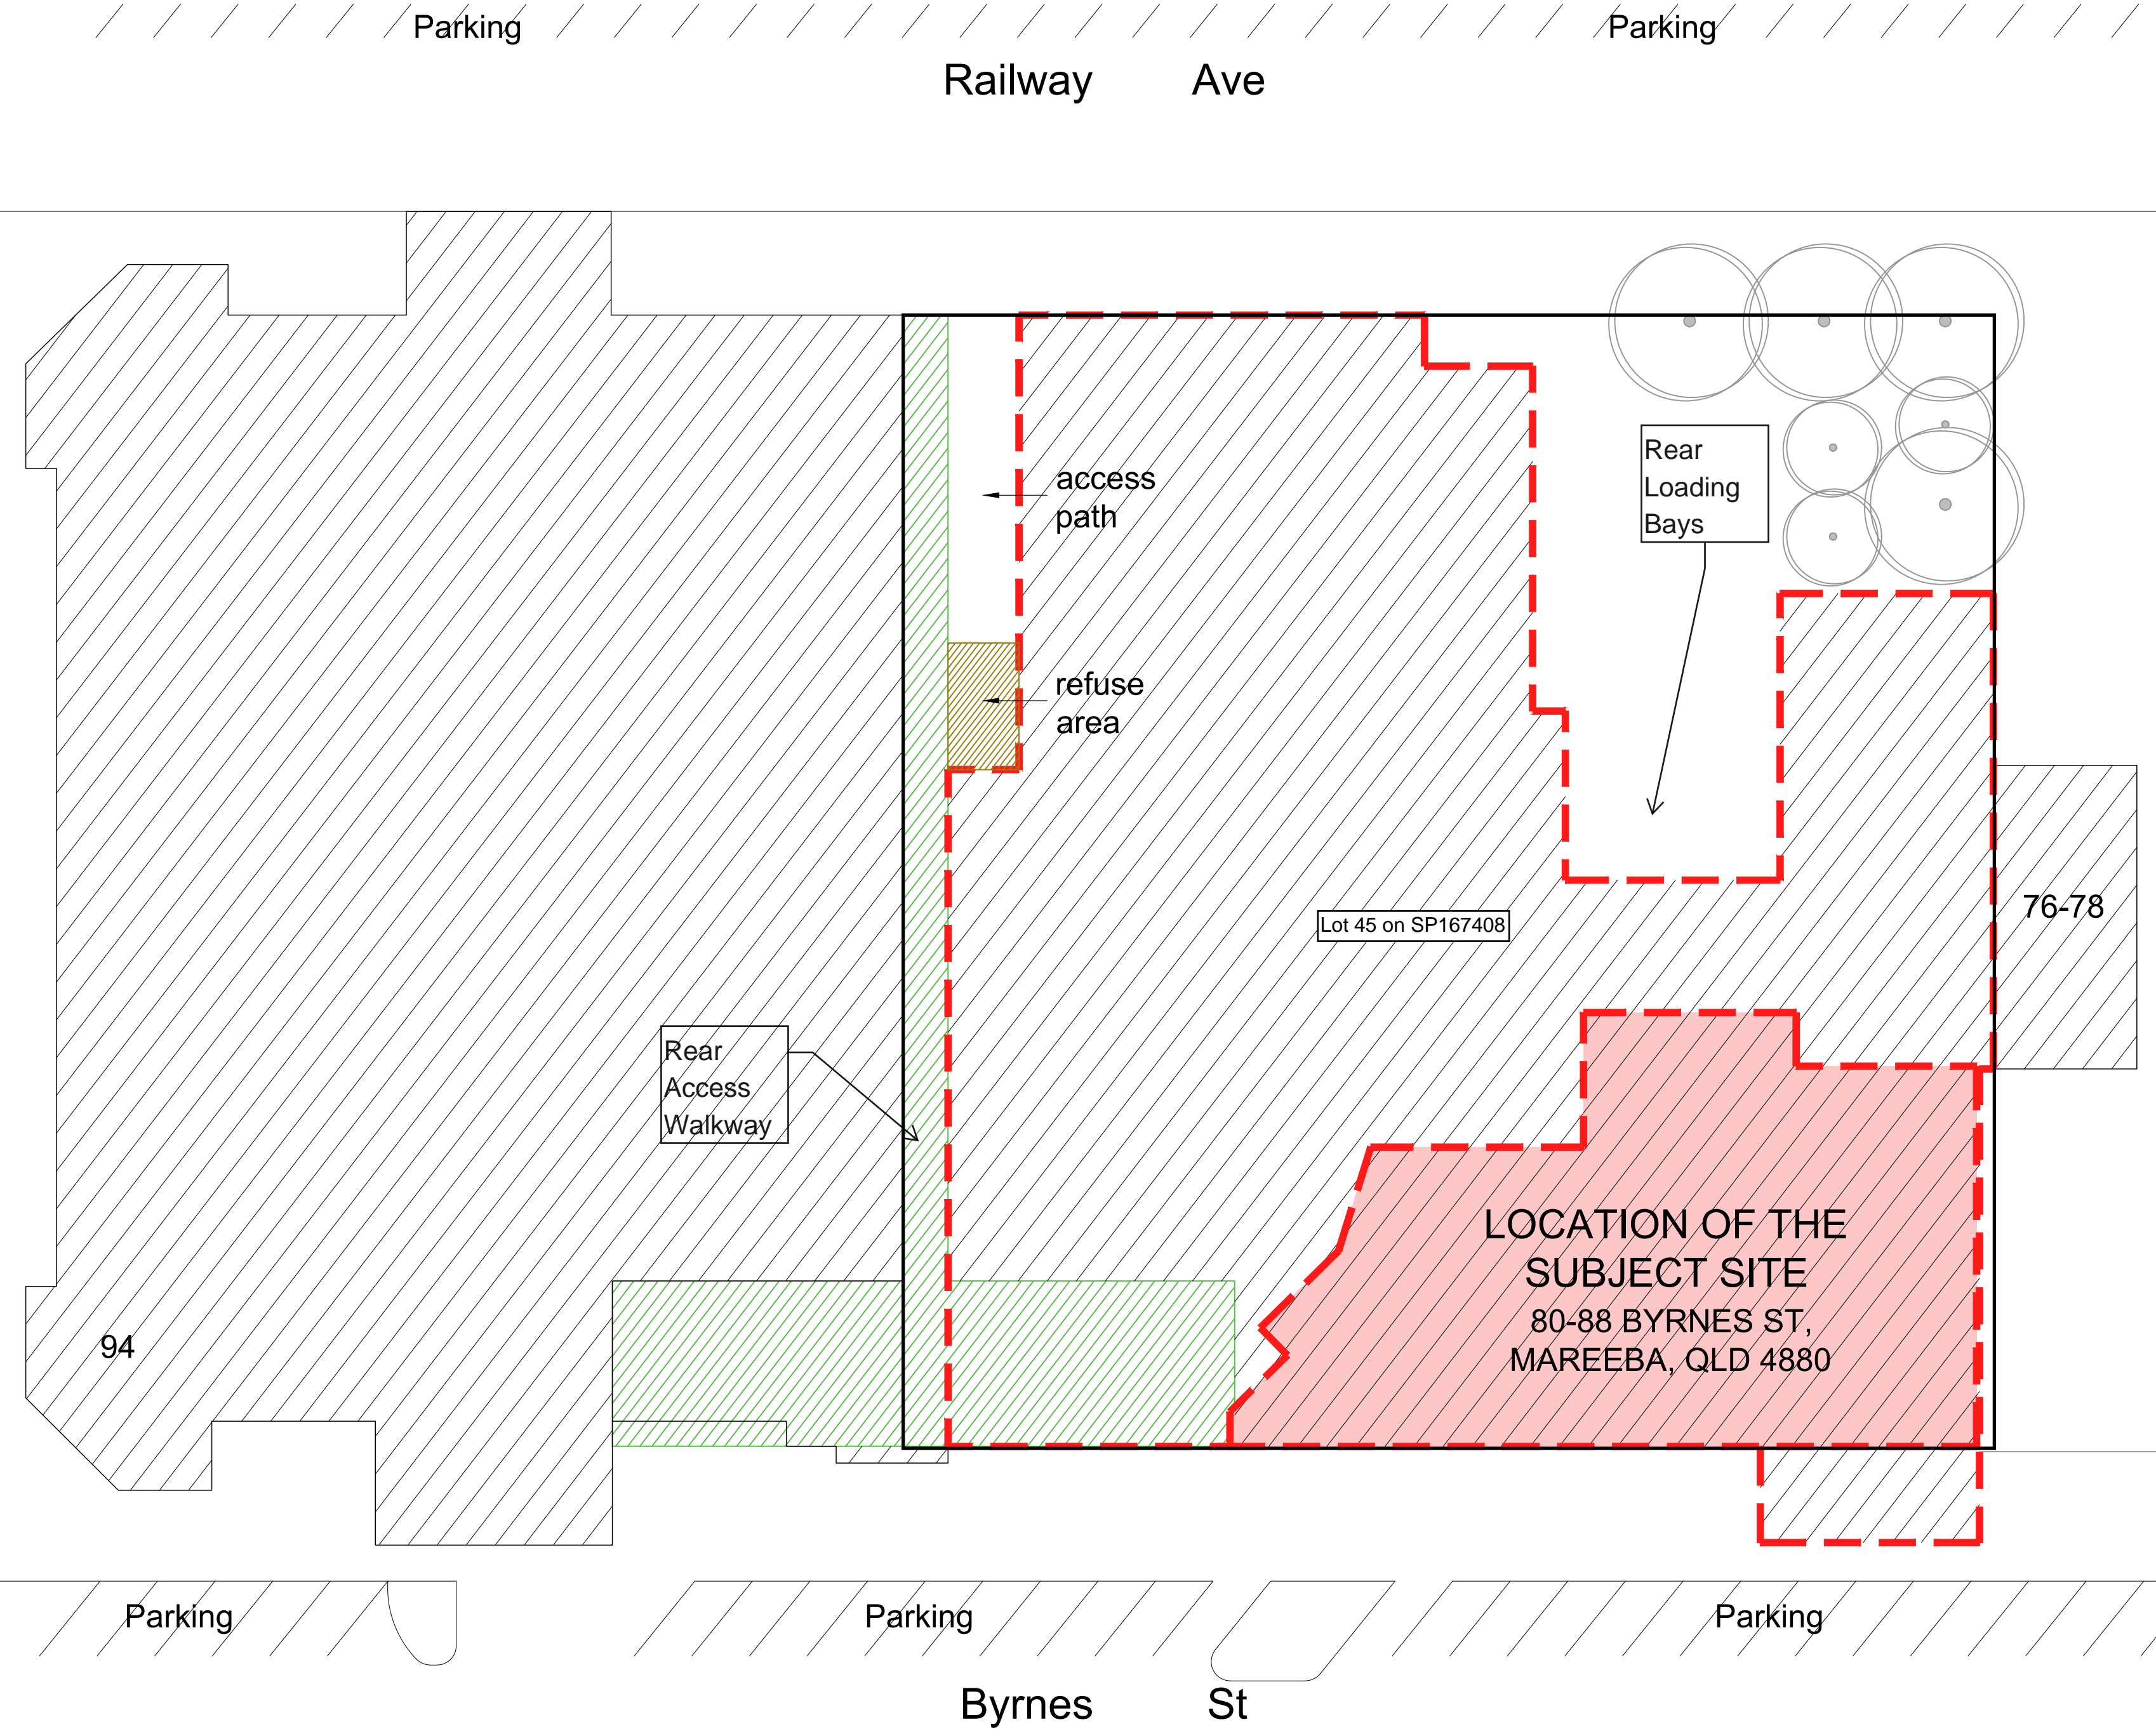 Parking
Parking
Railway Ave
access
path
Rear
Loading
Bays
refuse
area
Lot 45 on SP167408
76-78
Rear
Access
Walkway
LOCATION OF THE
SUBJECT SITE
80-88 BYRNES ST,
MAREEBA, QLD 4880
94
Parking
Parking
Parking
Byrnes St